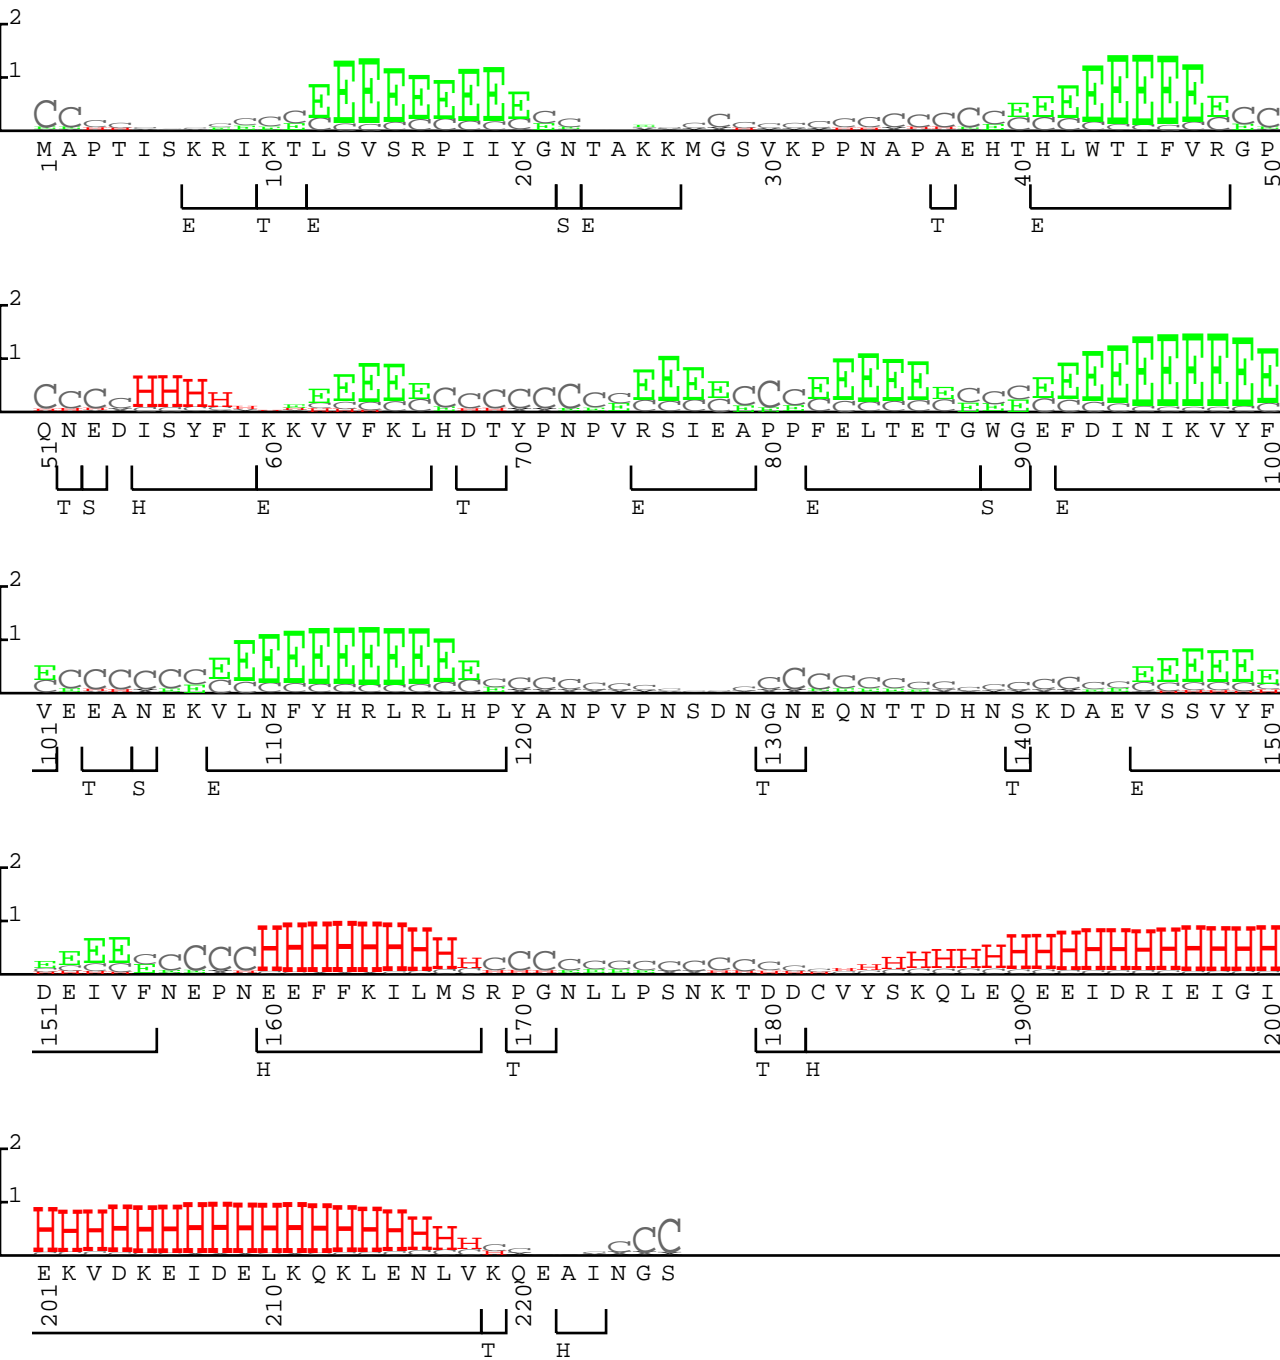 2
1
C C C C C C C C E E E E E E E E E C C C C C C C C C C C C C C C E E E E E E E E E C C
M A P T I S K R I K T L S V S R P I I Y G N T A K K M G S V K P P N A P A E H T H L W T I F V R G P
1 10 20 30 40 50
E T E S E T E
2
1
C C C C H H H H E E E E E C C C C C C C C E E E E C C C E E E E E E C C C E E E E E E E E E E
Q N E D I S Y F I K K V V F K L H D T Y P N P V R S I E A P P F E L T E T G W G E F D I N I K V Y F
51 60 70 80 90 100
T S H E T E E S E
2
1
E C C C C C C E E E E E E E E E E E C C C C C C C C C C C C C C C C C C C C C C E E E E E E
V E E A N E K V L N F Y H R L R L H P Y A N P V P N S D N G N E Q N T T D H N S K D A E V S S V Y F
101 110 120 130 140 150
T S E T T E
2
1
E E E E C C C C C H H H H H H H H H C C C C C C C C C C C C C C H H H H H H H H H H H H H H H H H
D E I V F N E P N E E F F K I L M S R P G N L L P S N K T D D C V Y S K Q L E Q E E I D R I E I G I
151 160 170 180 190 200
H T T H
2
1
H H H H H H H H H H H H H H H H H H C C C C C
E K V D K E I D E L K Q K L E N L V K Q E A I N G S
201 210 220
T H